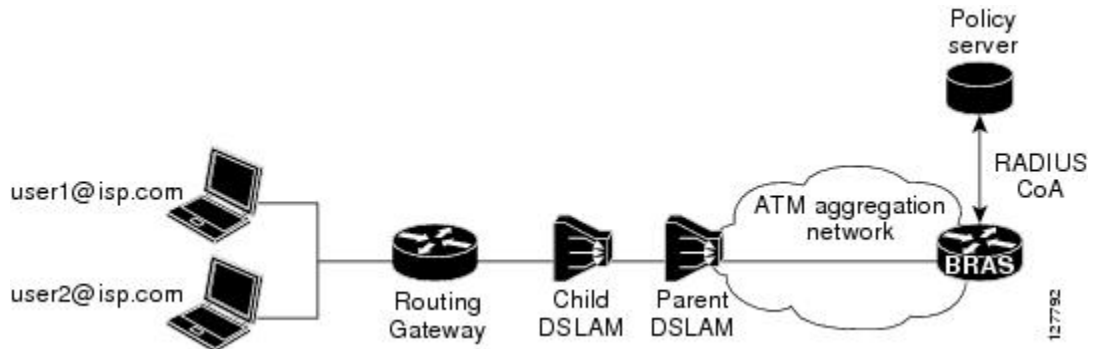 Policy
server
RADIUS
CoA
user1@isp.com
ATM aggregation
network
BRAS
user2@isp.com
Routing
Gateway
Child
DSLAM
Parent
DSLAM
127792